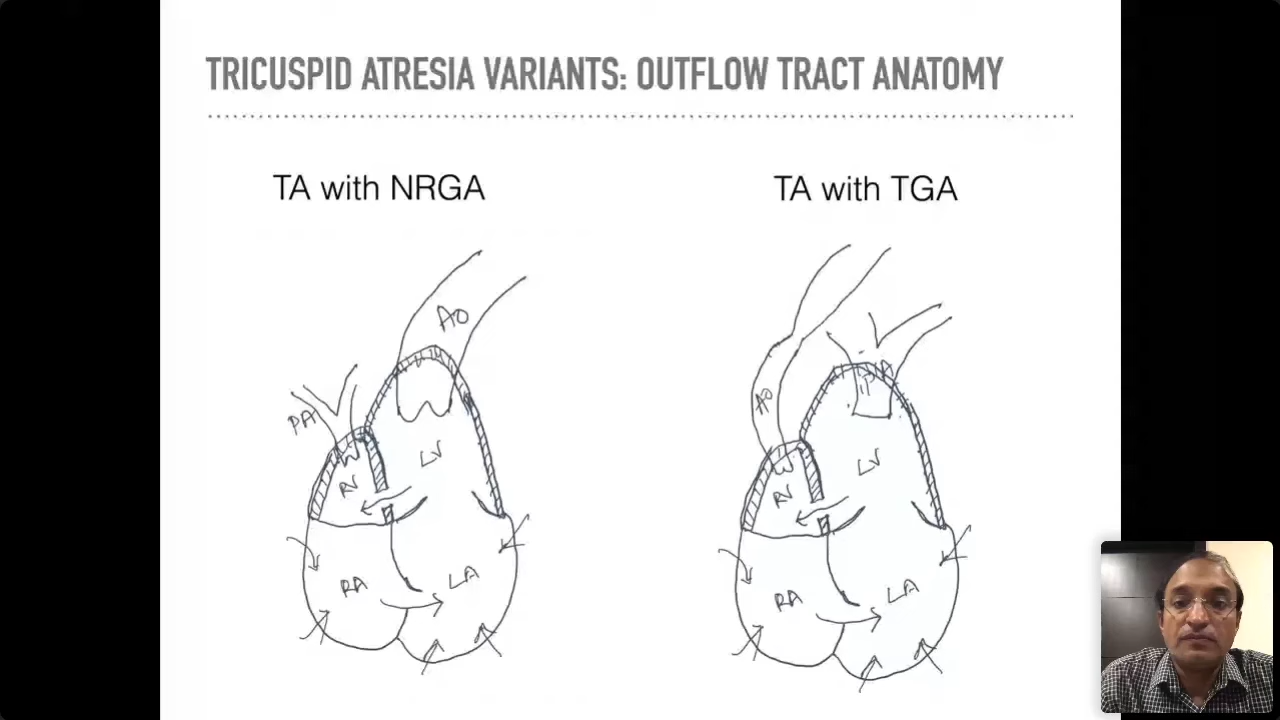 TRICUSPID ATRESIA VARIANTS: OUTFLOW TRACT ANATOMY
TA with NRGA
TA with TGA
AO
PA
LV
RV
RA
LA
AO
PA
LV
RV
RA
LA